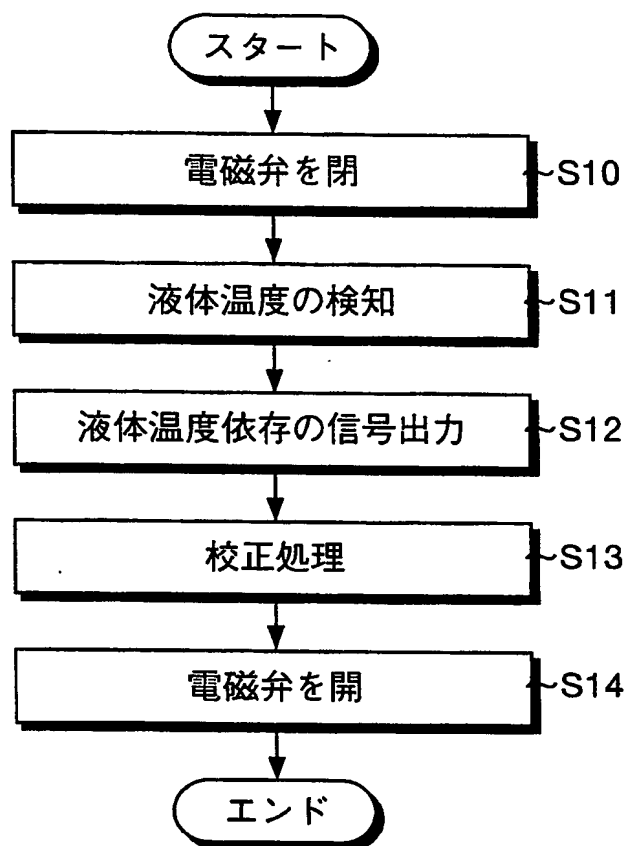 スタート
電磁弁を閉 S10
液体温度の検知 S11
液体温度依存の信号出力 S12
校正処理 S13
電磁弁を開 S14
エンド